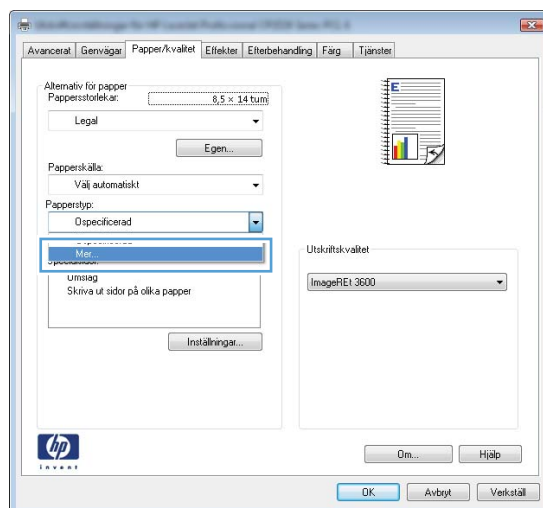 Avancerat Genvägar Papper/kvalitet Effekter Efterbehandling Färg Tjänster
Alternativ för papper
Pappersstorlekar: 8,5 × 14 tum
Legal
Egen...
Papperskälla:
Välj automatiskt
Papperstyp:
Ospecificerad
Mer...
Omslag
Skriva ut sidor på olika papper
Inställningar...
E
Utskriftskvalitet
ImageREt 3600
hp
invent
Om... Hjälp
OK Avbryt Verkställ